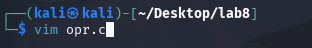 ┌──(kali㉿kali)-[~/Desktop/lab8]
└─$ vim opr.c